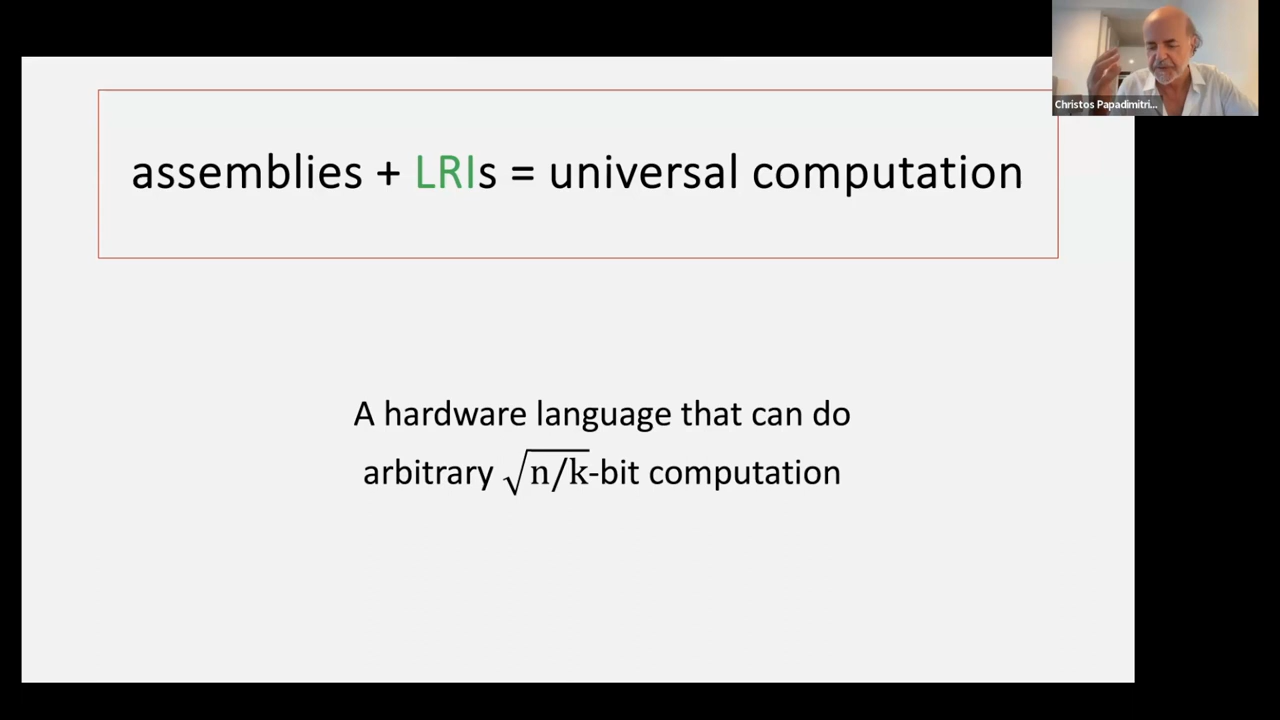 Christos Papadimitri...
assemblies + LRIs = universal computation
A hardware language that can do
arbitrary √n/k-bit computation